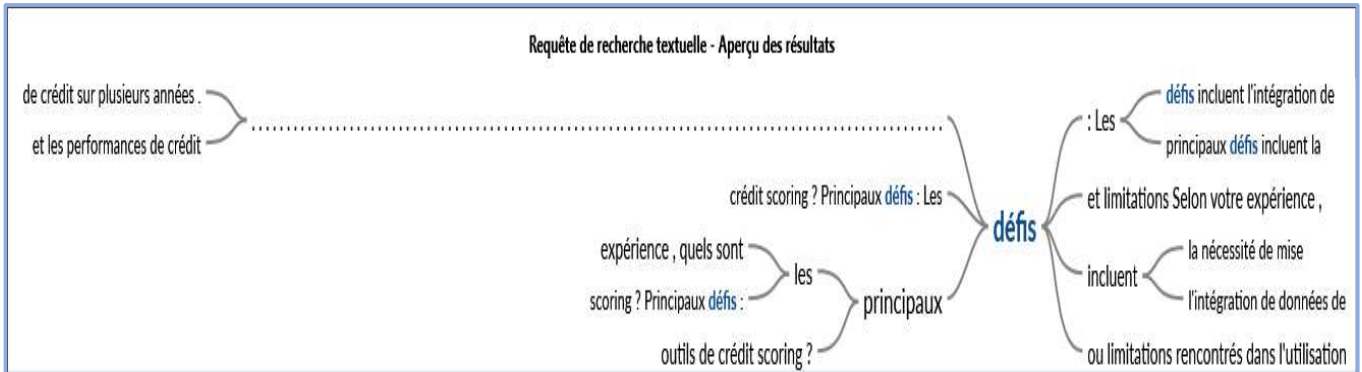 Requête de recherche textuelle - Aperçu des résultats
de crédit sur plusieurs années .
et les performances de crédit
................................................................................
crédit scoring ? Principaux défis : Les
expérience , quels sont
scoring ? Principaux défis :
les
outils de crédit scoring ?
principaux
défis
: Les
défis incluent l'intégration de
principaux défis incluent la
et limitations Selon votre expérience ,
incluent
la nécessité de mise
l'intégration de données de
ou limitations rencontrés dans l'utilisation